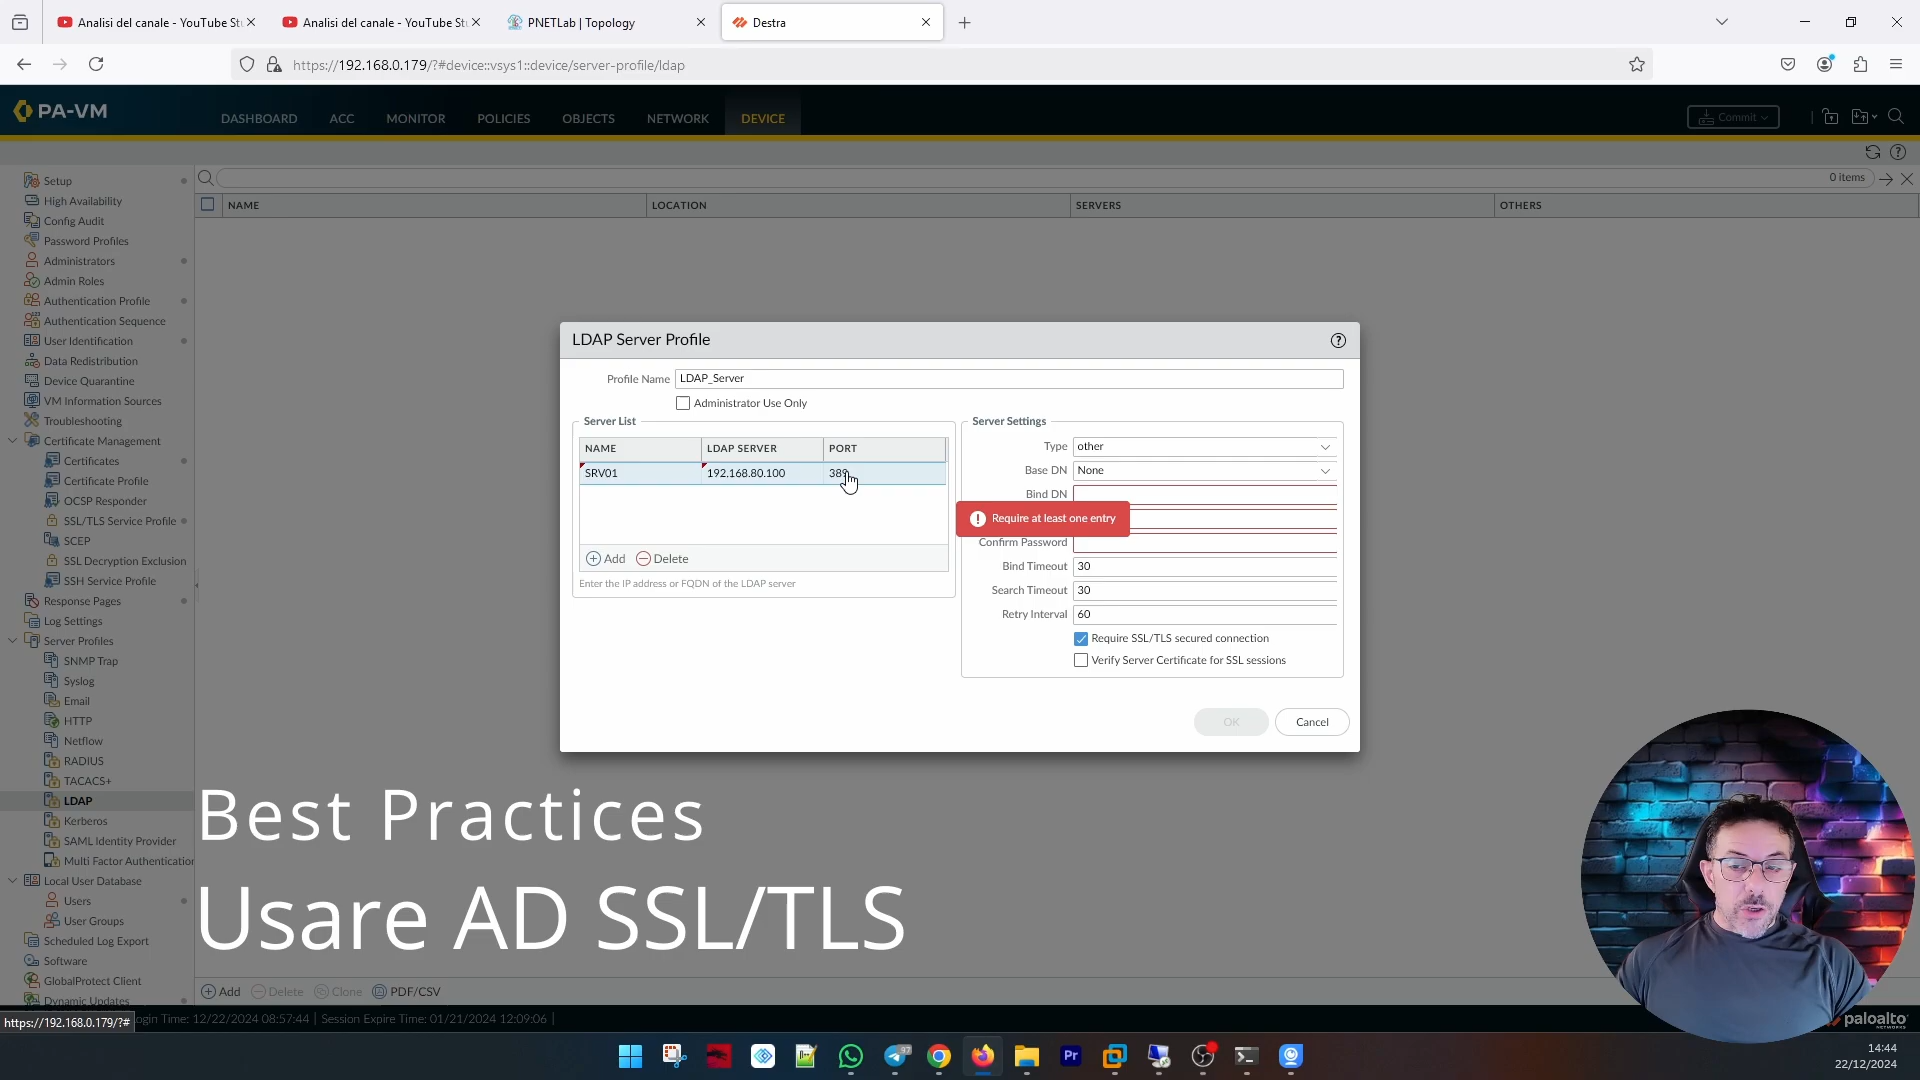 Analisi del canale - YouTube St
Analisi del canale - YouTube St
PNETLab | Topology
Destra
https://192.168.0.179/?#device::vsys1::device/server-profile/ldap
PA-VM
DASHBOARD
ACC
MONITOR
POLICIES
OBJECTS
NETWORK
DEVICE
Commit
0 items
NAME
LOCATION
SERVERS
OTHERS
Setup
High Availability
Config Audit
Password Profiles
Administrators
Admin Roles
Authentication Profile
Authentication Sequence
User Identification
Data Redistribution
Device Quarantine
VM Information Sources
Troubleshooting
Certificate Management
Certificates
Certificate Profile
OCSP Responder
SSL/TLS Service Profile
SCEP
SSL Decryption Exclusion
SSH Service Profile
Response Pages
Log Settings
Server Profiles
SNMP Trap
Syslog
Email
HTTP
Netflow
RADIUS
TACACS+
LDAP
Kerberos
SAML Identity Provider
Multi Factor Authentication
Local User Database
Users
User Groups
Scheduled Log Export
Software
GlobalProtect Client
Dynamic Updates
LDAP Server Profile
Profile Name LDAP_Server
Administrator Use Only
Server List
NAME LDAP SERVER PORT
SRV01 192.168.80.100 389
Add Delete
Enter the IP address or FQDN of the LDAP server
Server Settings
Type other
Base DN None
Bind DN
Require at least one entry
Confirm Password
Bind Timeout 30
Search Timeout 30
Retry Interval 60
Require SSL/TLS secured connection
Verify Server Certificate for SSL sessions
OK
Cancel
Best Practices
Usare AD SSL/TLS
Add Delete Clone PDF/CSV
https://192.168.0.179/?#
ogin Time: 12/22/2024 08:57:44 | Session Expire Time: 01/21/2024 12:09:06 |
paloalto
NETWORKS
97
Pr
14:44
22/12/2024